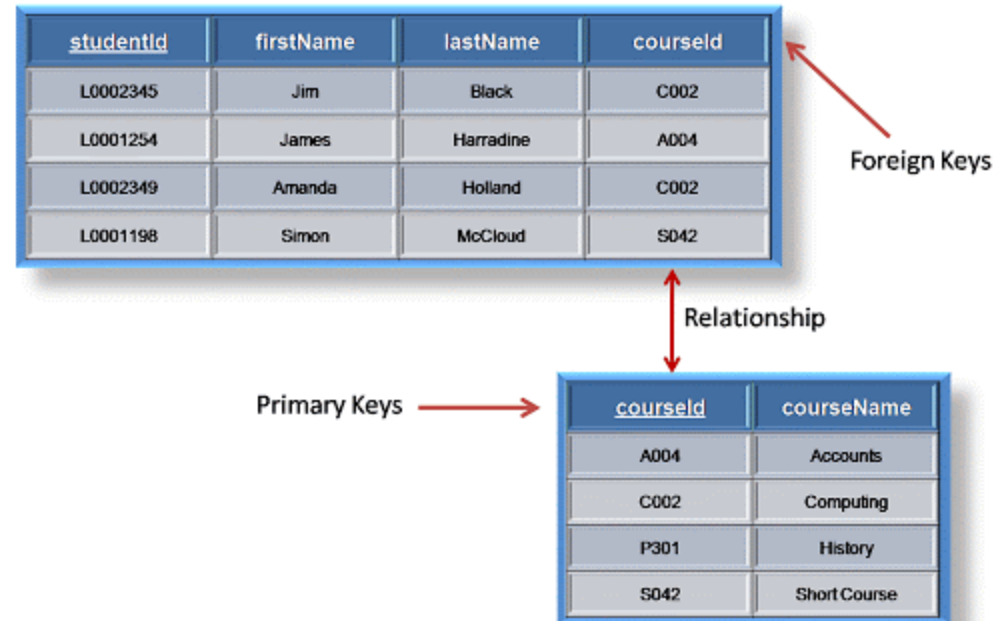 studentId firstName lastName courseId
L0002345 Jim Black C002
L0001254 James Harradine A004
L0002349 Amanda Holland C002
L0001198 Simon McCloud S042
Foreign Keys
Relationship
Primary Keys
courseId courseName
A004 Accounts
C002 Computing
P301 History
S042 Short Course